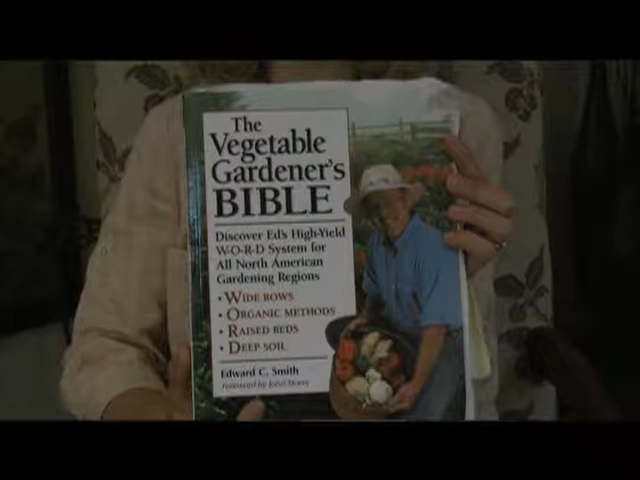 The
Vegetable
Gardener's
BIBLE
Discover Ed's High-Yield
W-O-R-D System for
All North American
Gardening Regions
• WIDE ROWS
• ORGANIC METHODS
• RAISED BEDS
• DEEP SOIL
Edward C. Smith
Foreword by John Storey